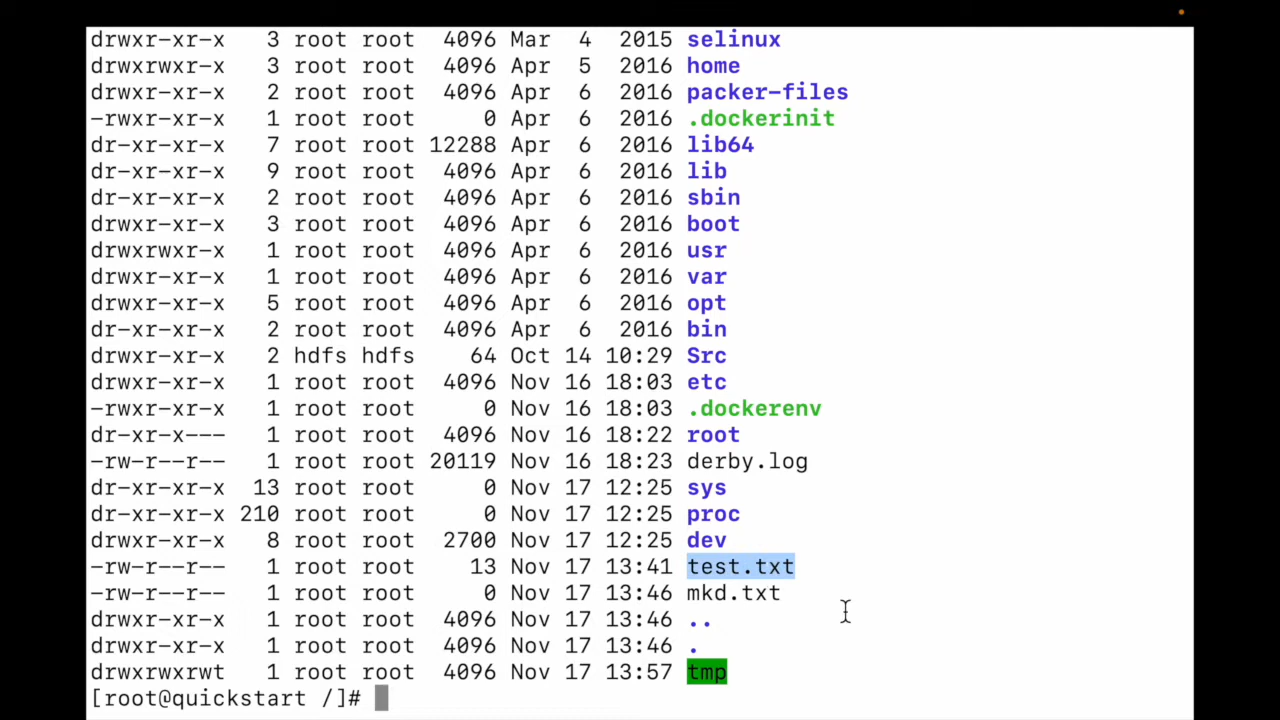 drwxr-xr-x   3 root root  4096 Mar  4  2015 selinux
drwxrwxr-x   3 root root  4096 Apr  5  2016 home
drwxr-xr-x   2 root root  4096 Apr  6  2016 packer-files
-rwxr-xr-x   1 root root     0 Apr  6  2016 .dockerinit
dr-xr-xr-x   7 root root 12288 Apr  6  2016 lib64
dr-xr-xr-x   9 root root  4096 Apr  6  2016 lib
dr-xr-xr-x   2 root root  4096 Apr  6  2016 sbin
drwxr-xr-x   3 root root  4096 Apr  6  2016 boot
drwxrwxr-x   1 root root  4096 Apr  6  2016 usr
drwxr-xr-x   1 root root  4096 Apr  6  2016 var
drwxr-xr-x   5 root root  4096 Apr  6  2016 opt
dr-xr-xr-x   2 root root  4096 Apr  6  2016 bin
drwxrwxr-x   2 hdfs hdfs    64 Oct 14 10:29 Src
drwxr-xr-x   1 root root  4096 Nov 16 18:03 etc
-rwxr-xr-x   1 root root     0 Nov 16 18:03 .dockerenv
dr-xr-x---   1 root root  4096 Nov 16 18:22 root
-rw-r--r--   1 root root 20119 Nov 16 18:23 derby.log
dr-xr-xr-x  13 root root     0 Nov 17 12:25 sys
dr-xr-xr-x 210 root root     0 Nov 17 12:25 proc
drwxr-xr-x   8 root root  2700 Nov 17 12:25 dev
-rw-r--r--   1 root root    13 Nov 17 13:41 test.txt
-rw-r--r--   1 root root     0 Nov 17 13:46 mkd.txt
drwxr-xr-x   1 root root  4096 Nov 17 13:46 ..
drwxr-xr-x   1 root root  4096 Nov 17 13:46 .
drwxrwxrwt   1 root root  4096 Nov 17 13:57 tmp
[root@quickstart /]#